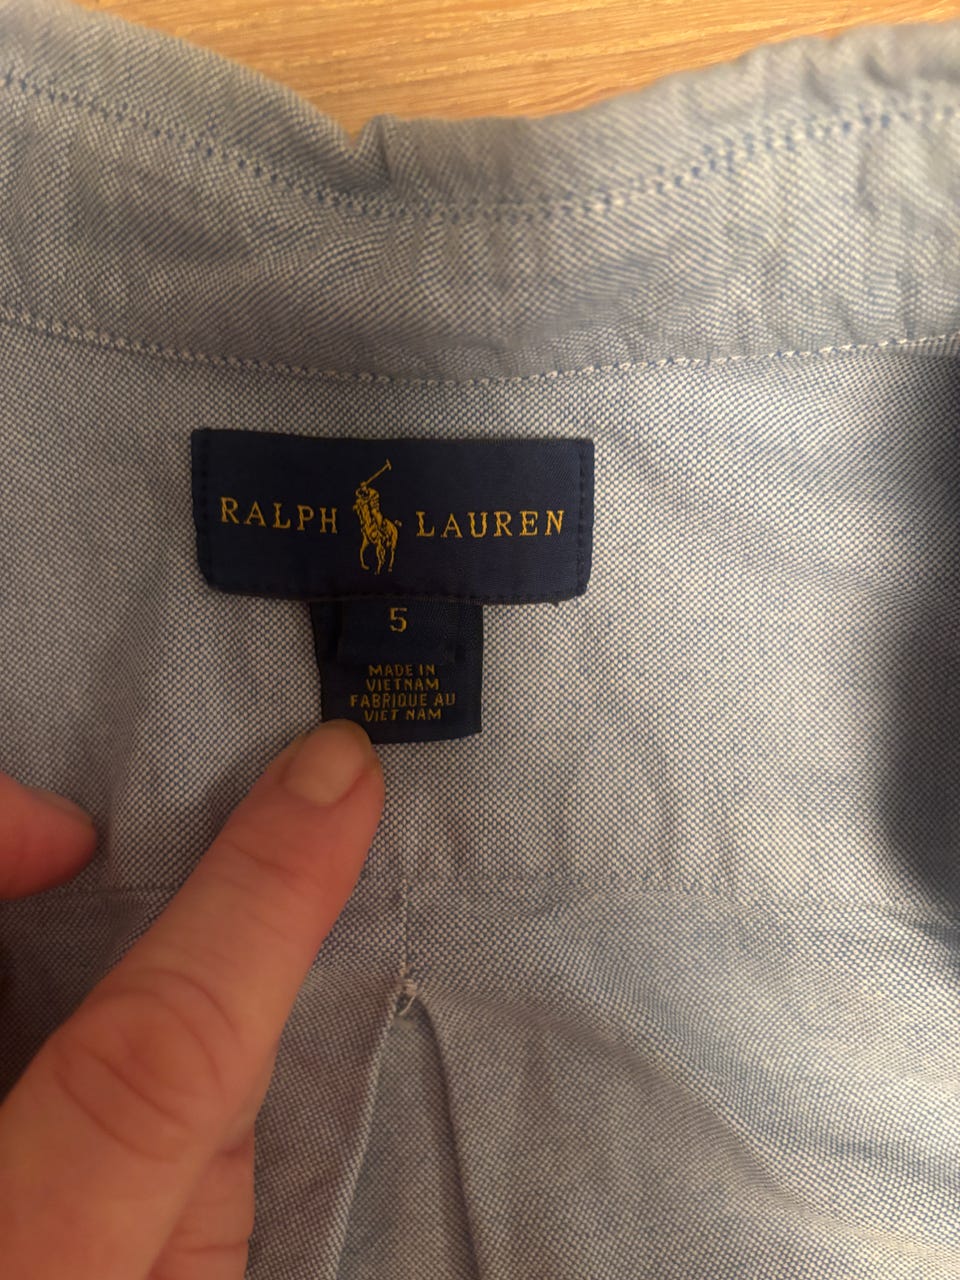 RALPH LAUREN
5
MADE IN
VIETNAM
FABRIQUE AU
VIET NAM